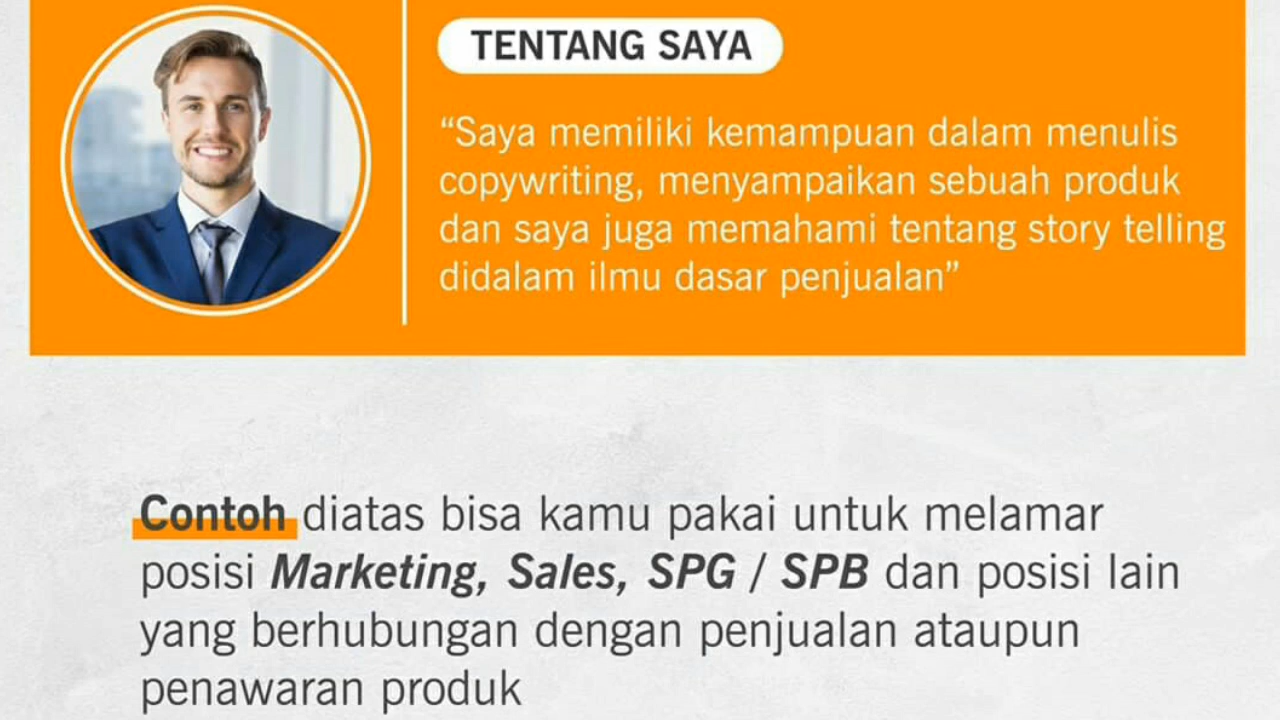 TENTANG SAYA
“Saya memiliki kemampuan dalam menulis
copywriting, menyampaikan sebuah produk
dan saya juga memahami tentang story telling
didalam ilmu dasar penjualan”
Contoh diatas bisa kamu pakai untuk melamar
posisi Marketing, Sales, SPG / SPB dan posisi lain
yang berhubungan dengan penjualan ataupun
penawaran produk